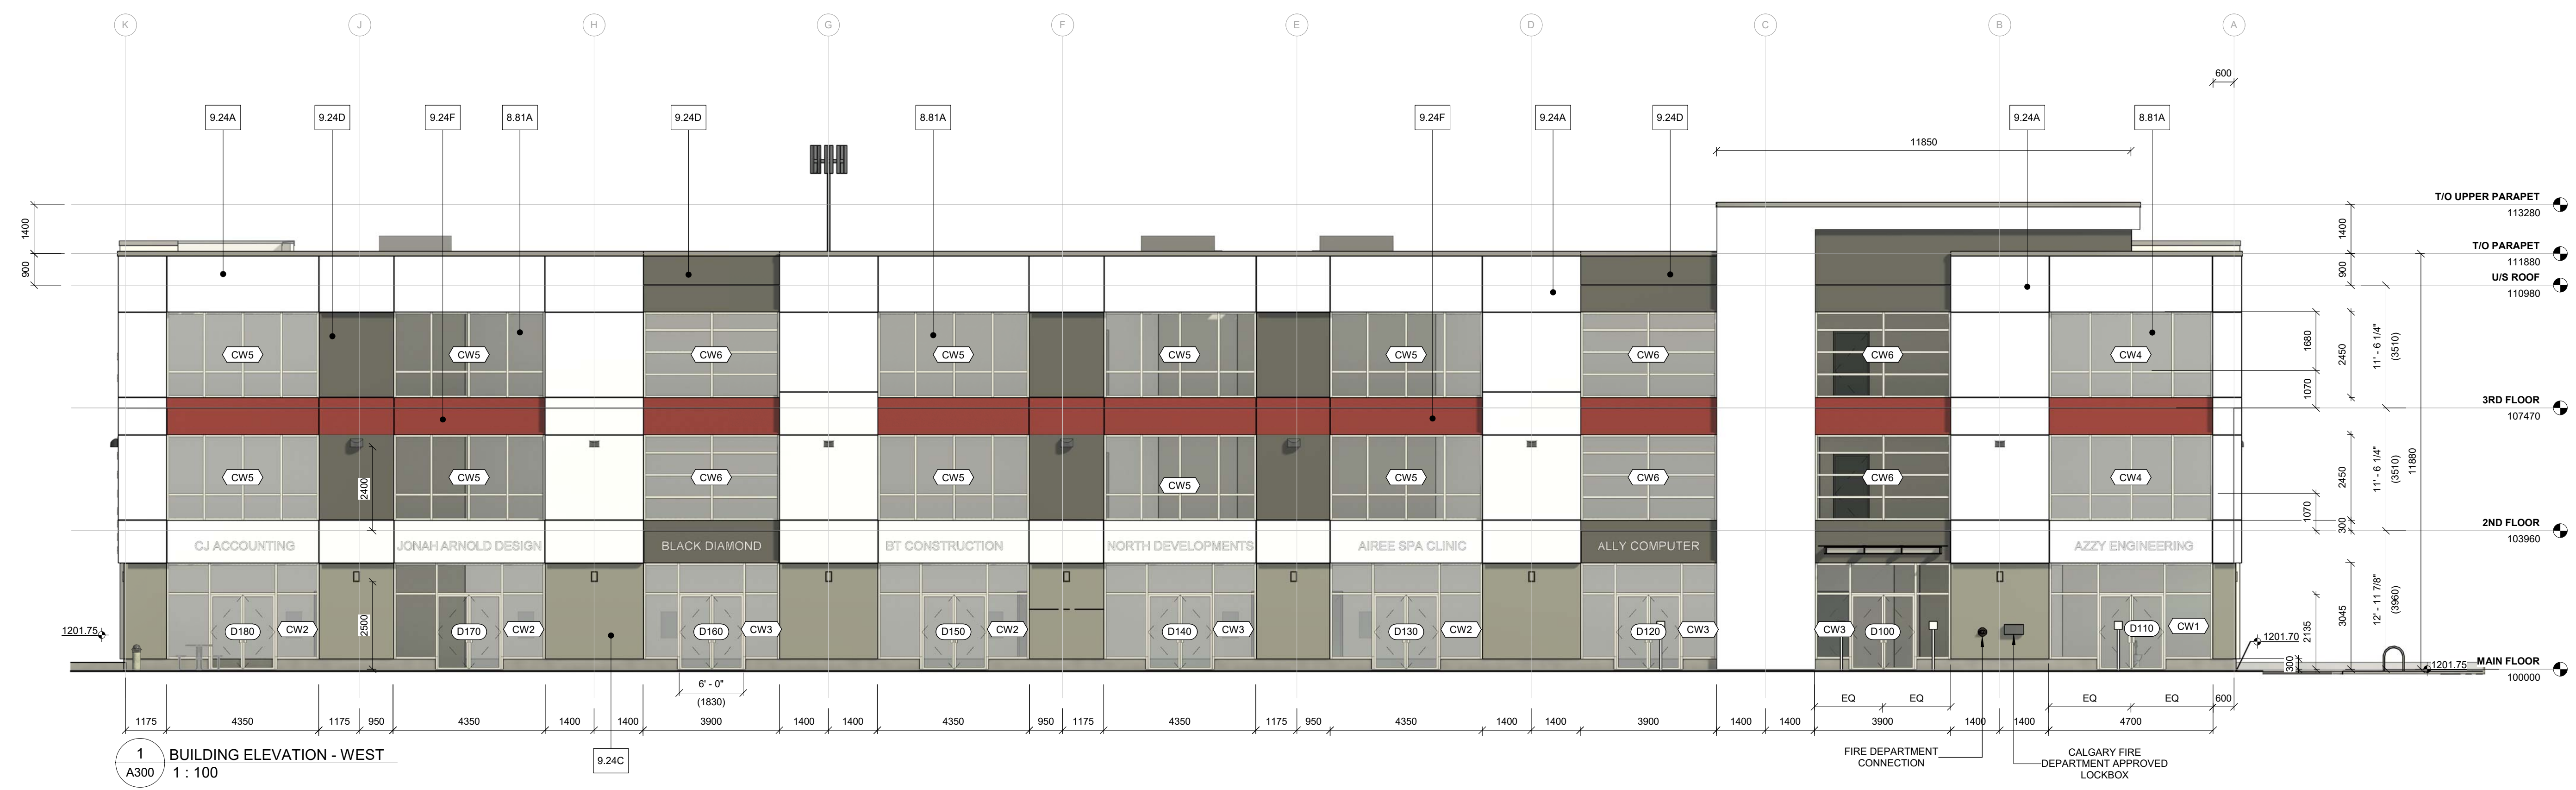 K J H G F E D C B A
600
9.24A 9.24D 9.24F 8.81A 9.24D 8.81A 9.24F 9.24A 9.24D 9.24A 8.81A
11850
T/O UPPER PARAPET
113280
1400 1400
T/O PARAPET
111880
900 900
U/S ROOF
110980
CW5 CW5 CW6 CW5 CW5 CW5 CW6 CW6 CW4
1680 2450 11' - 6 1/4" (3510)
1070
3RD FLOOR
107470
11880
CW5 CW5 CW6 CW5 CW5 CW5 CW6 CW6 CW4
2400
2450 11' - 6 1/4" (3510)
1070 300
2ND FLOOR
103960
CJ ACCOUNTING JONAH ARNOLD DESIGN BLACK DIAMOND BT CONSTRUCTION NORTH DEVELOPMENTS AIREE SPA CLINIC ALLY COMPUTER AZZY ENGINEERING
2500
2135 3045 12' - 11 7/8" (3960)
1201.75 D180 CW2 D170 CW2 D160 CW3 D150 CW2 D140 CW3 D130 CW2 D120 CW3 CW3 D100 D110 CW1 1201.70
300
1201.75
MAIN FLOOR
100000
6' - 0"
(1830)
EQ EQ EQ EQ 600
1175 4350 1175 950 4350 1400 1400 3900 1400 1400 4350 950 1175 4350 1175 950 4350 1400 1400 3900 1400 1400 3900 1400 1400 4700
1 BUILDING ELEVATION - WEST
A300 1 : 100
9.24C
FIRE DEPARTMENT
CONNECTION
CALGARY FIRE
DEPARTMENT APPROVED
LOCKBOX